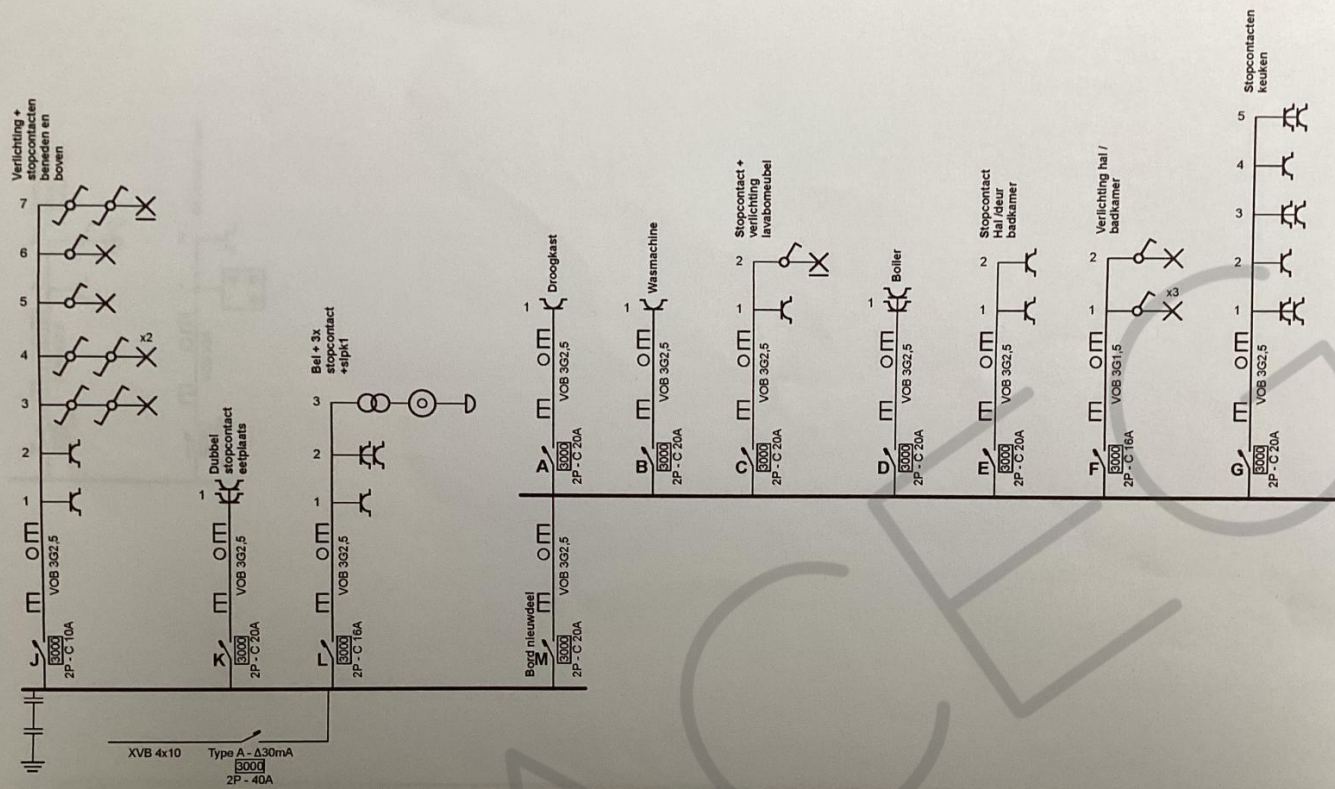 Verlichting +
stopcontacten
beneden en
boven
1
2
3
4
x2
5
6
7
J
3000
2P - C 10A
VOB 3G2,5
K
3000
2P - C 20A
VOB 3G2,5
1
Dubbel
stopcontact
eetplaats
L
3000
2P - C 16A
VOB 3G2,5
Bel + 3x
stopcontact
+slpk1
1
2
3
Bord nieuwdeel
M
3000
2P - C 20A
VOB 3G2,5
XVB 4x10
Type A - Δ30mA
3000
2P - 40A
A
3000
2P - C 20A
VOB 3G2,5
1
Droogkast
B
3000
2P - C 20A
VOB 3G2,5
1
Wasmachine
C
3000
2P - C 20A
VOB 3G2,5
1
2
Stopcontact +
verlichting
lavabomeubel
D
3000
2P - C 20A
VOB 3G2,5
1
Boiler
E
3000
2P - C 20A
VOB 3G2,5
1
2
Stopcontact
Hal /deur
badkamer
F
3000
2P - C 16A
VOB 3G1,5
1
x3
2
Verlichting hal /
badkamer
G
3000
2P - C 20A
VOB 3G2,5
1
2
3
4
5
Stopcontacten
keuken